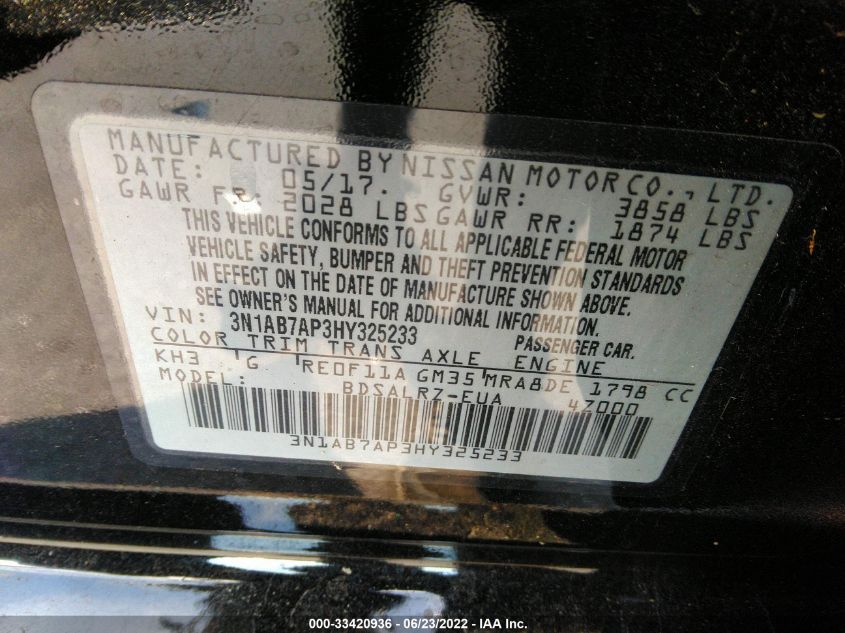 MANUFACTURED BY NISSAN MOTOR CO., LTD.
DATE: 05/17. GVWR: 3858 LBS
GAWR FR: 2028 LBS GAWR RR: 1874 LBS
THIS VEHICLE CONFORMS TO ALL APPLICABLE FEDERAL MOTOR
VEHICLE SAFETY, BUMPER AND THEFT PREVENTION STANDARDS
IN EFFECT ON THE DATE OF MANUFACTURE SHOWN ABOVE.
SEE OWNER'S MANUAL FOR ADDITIONAL INFORMATION.
VIN: 3N1AB7AP3HY325233 PASSENGER CAR.
COLOR TRIM TRANS AXLE ENGINE
KH3 G RE0F11A GM35 MRA8DE 1798 CC
MODEL: BDSALRZ-EUA 4Z000
3N1AB7AP3HY325233
000-33420936 - 06/23/2022 - IAA Inc.